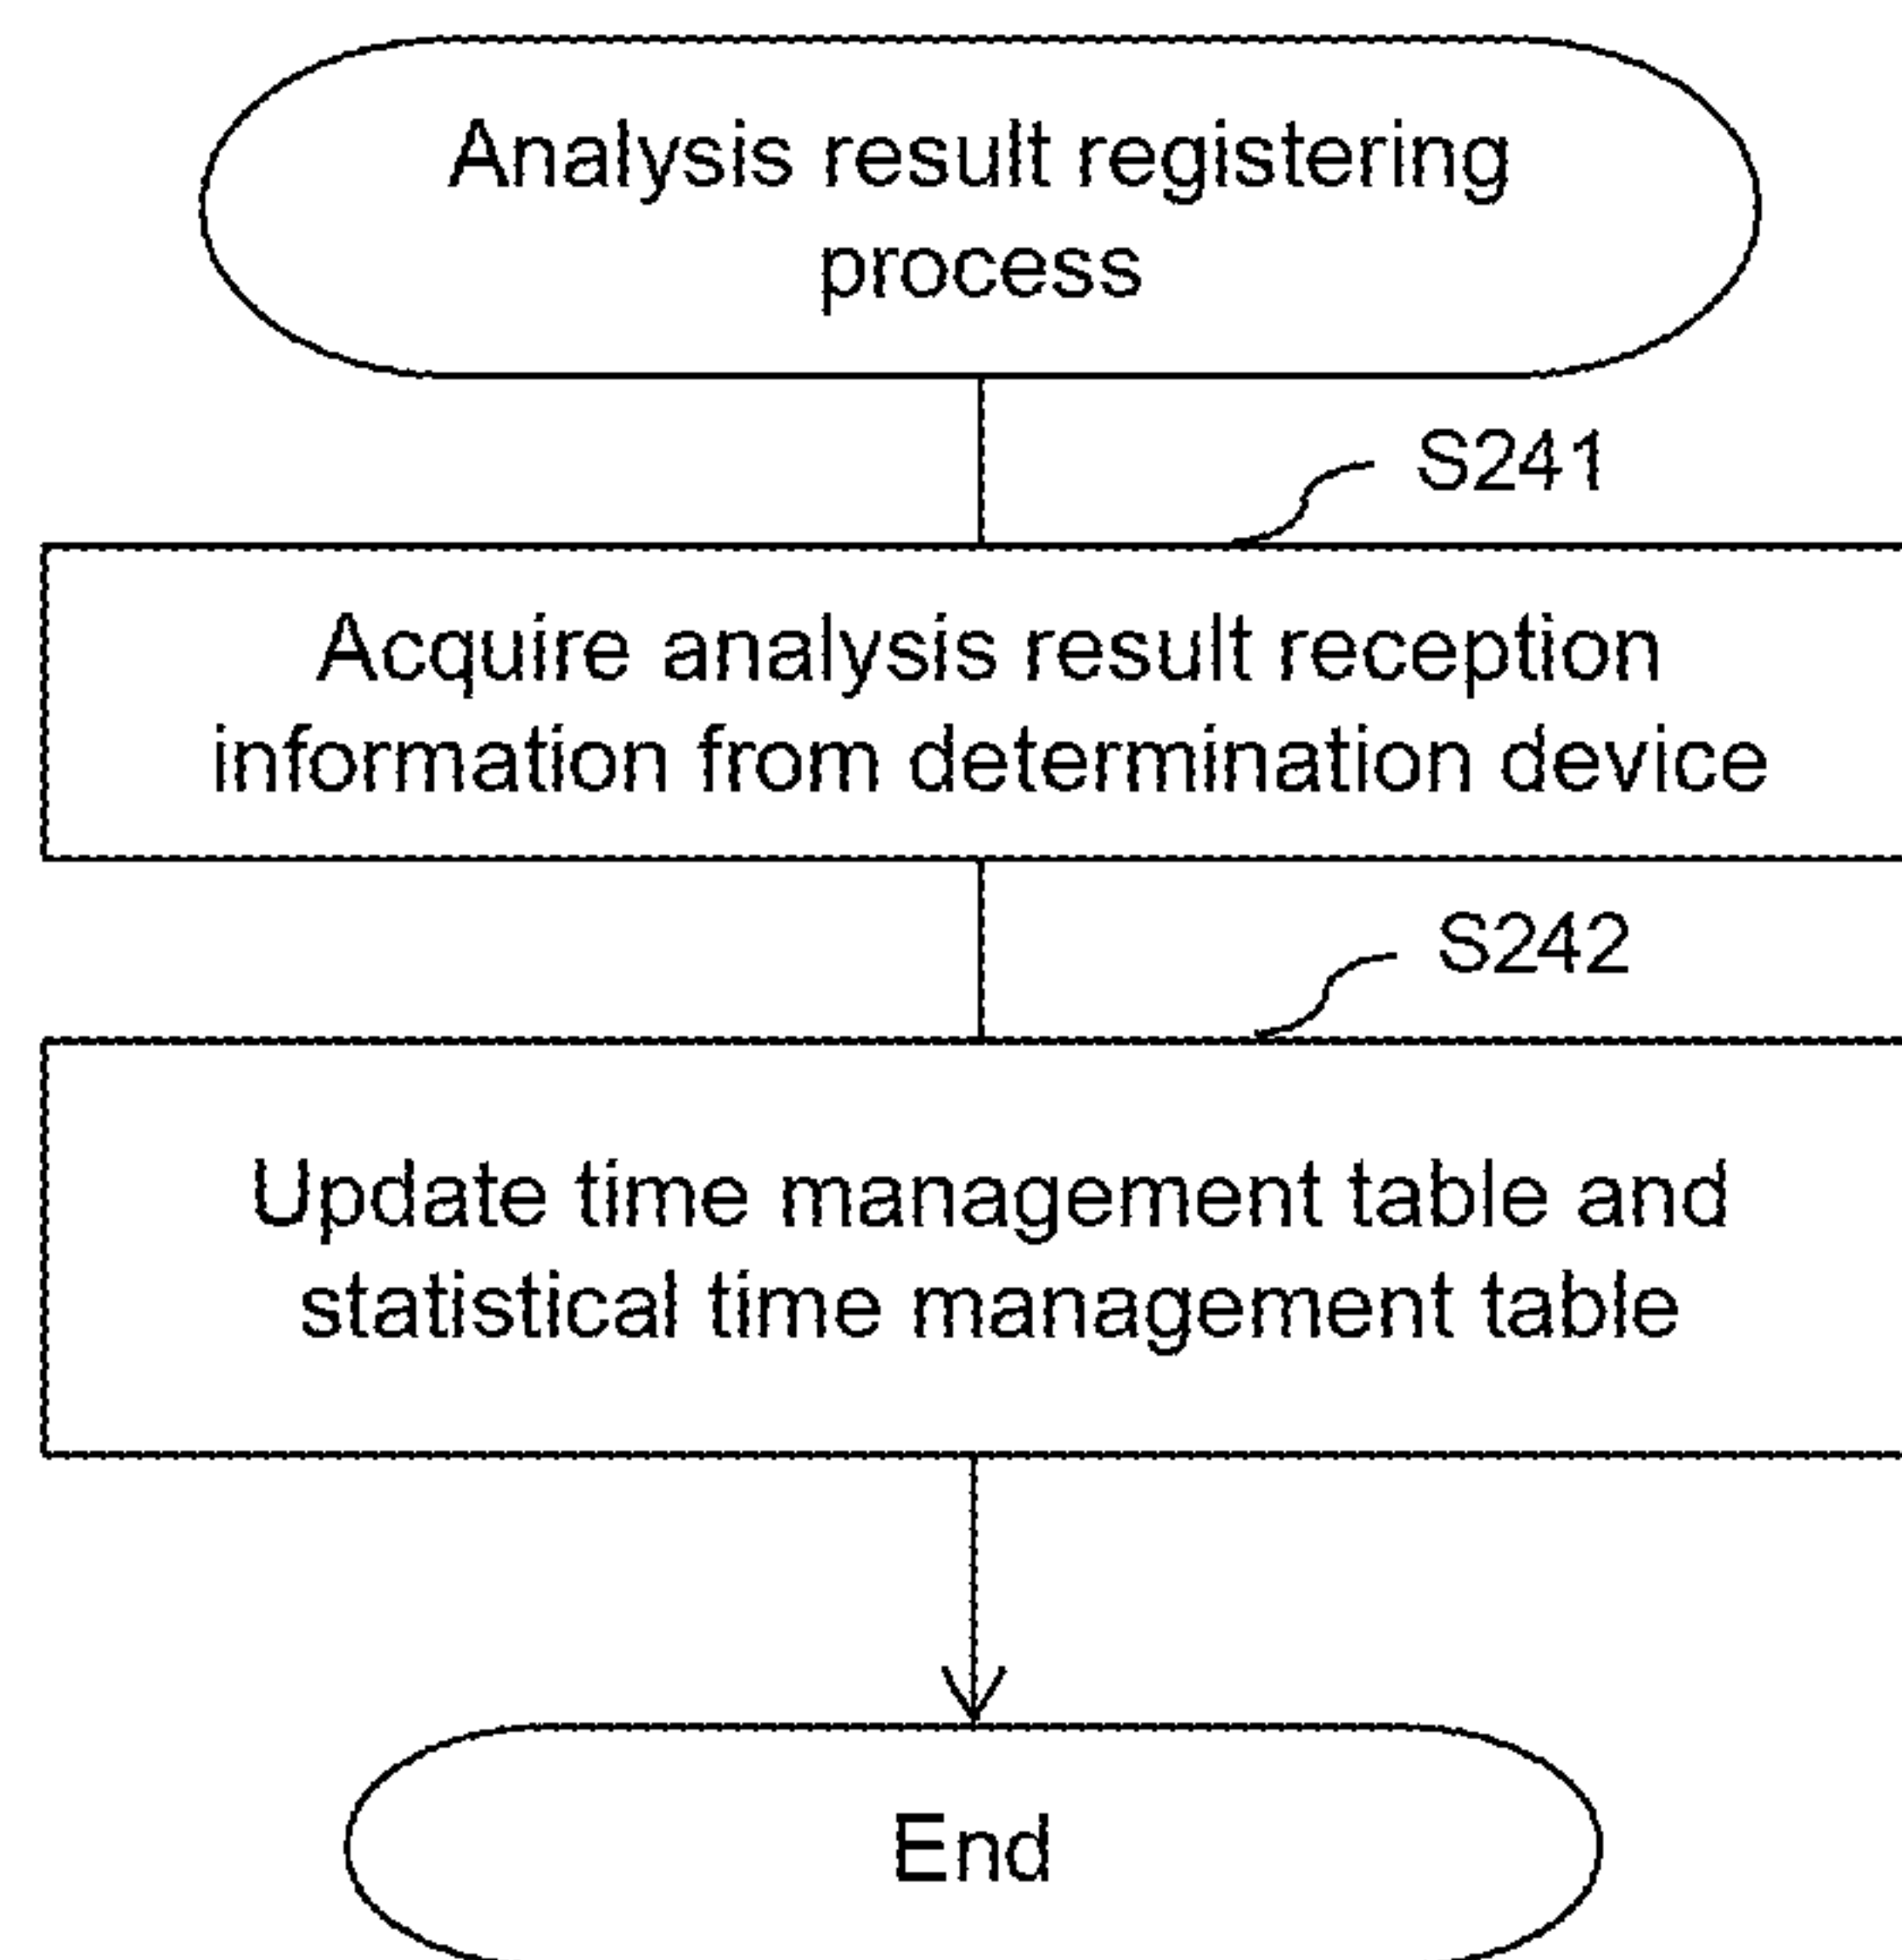 Analysis result registering
process
S241
Acquire analysis result reception
information from determination device
S242
Update time management table and
statistical time management table
End